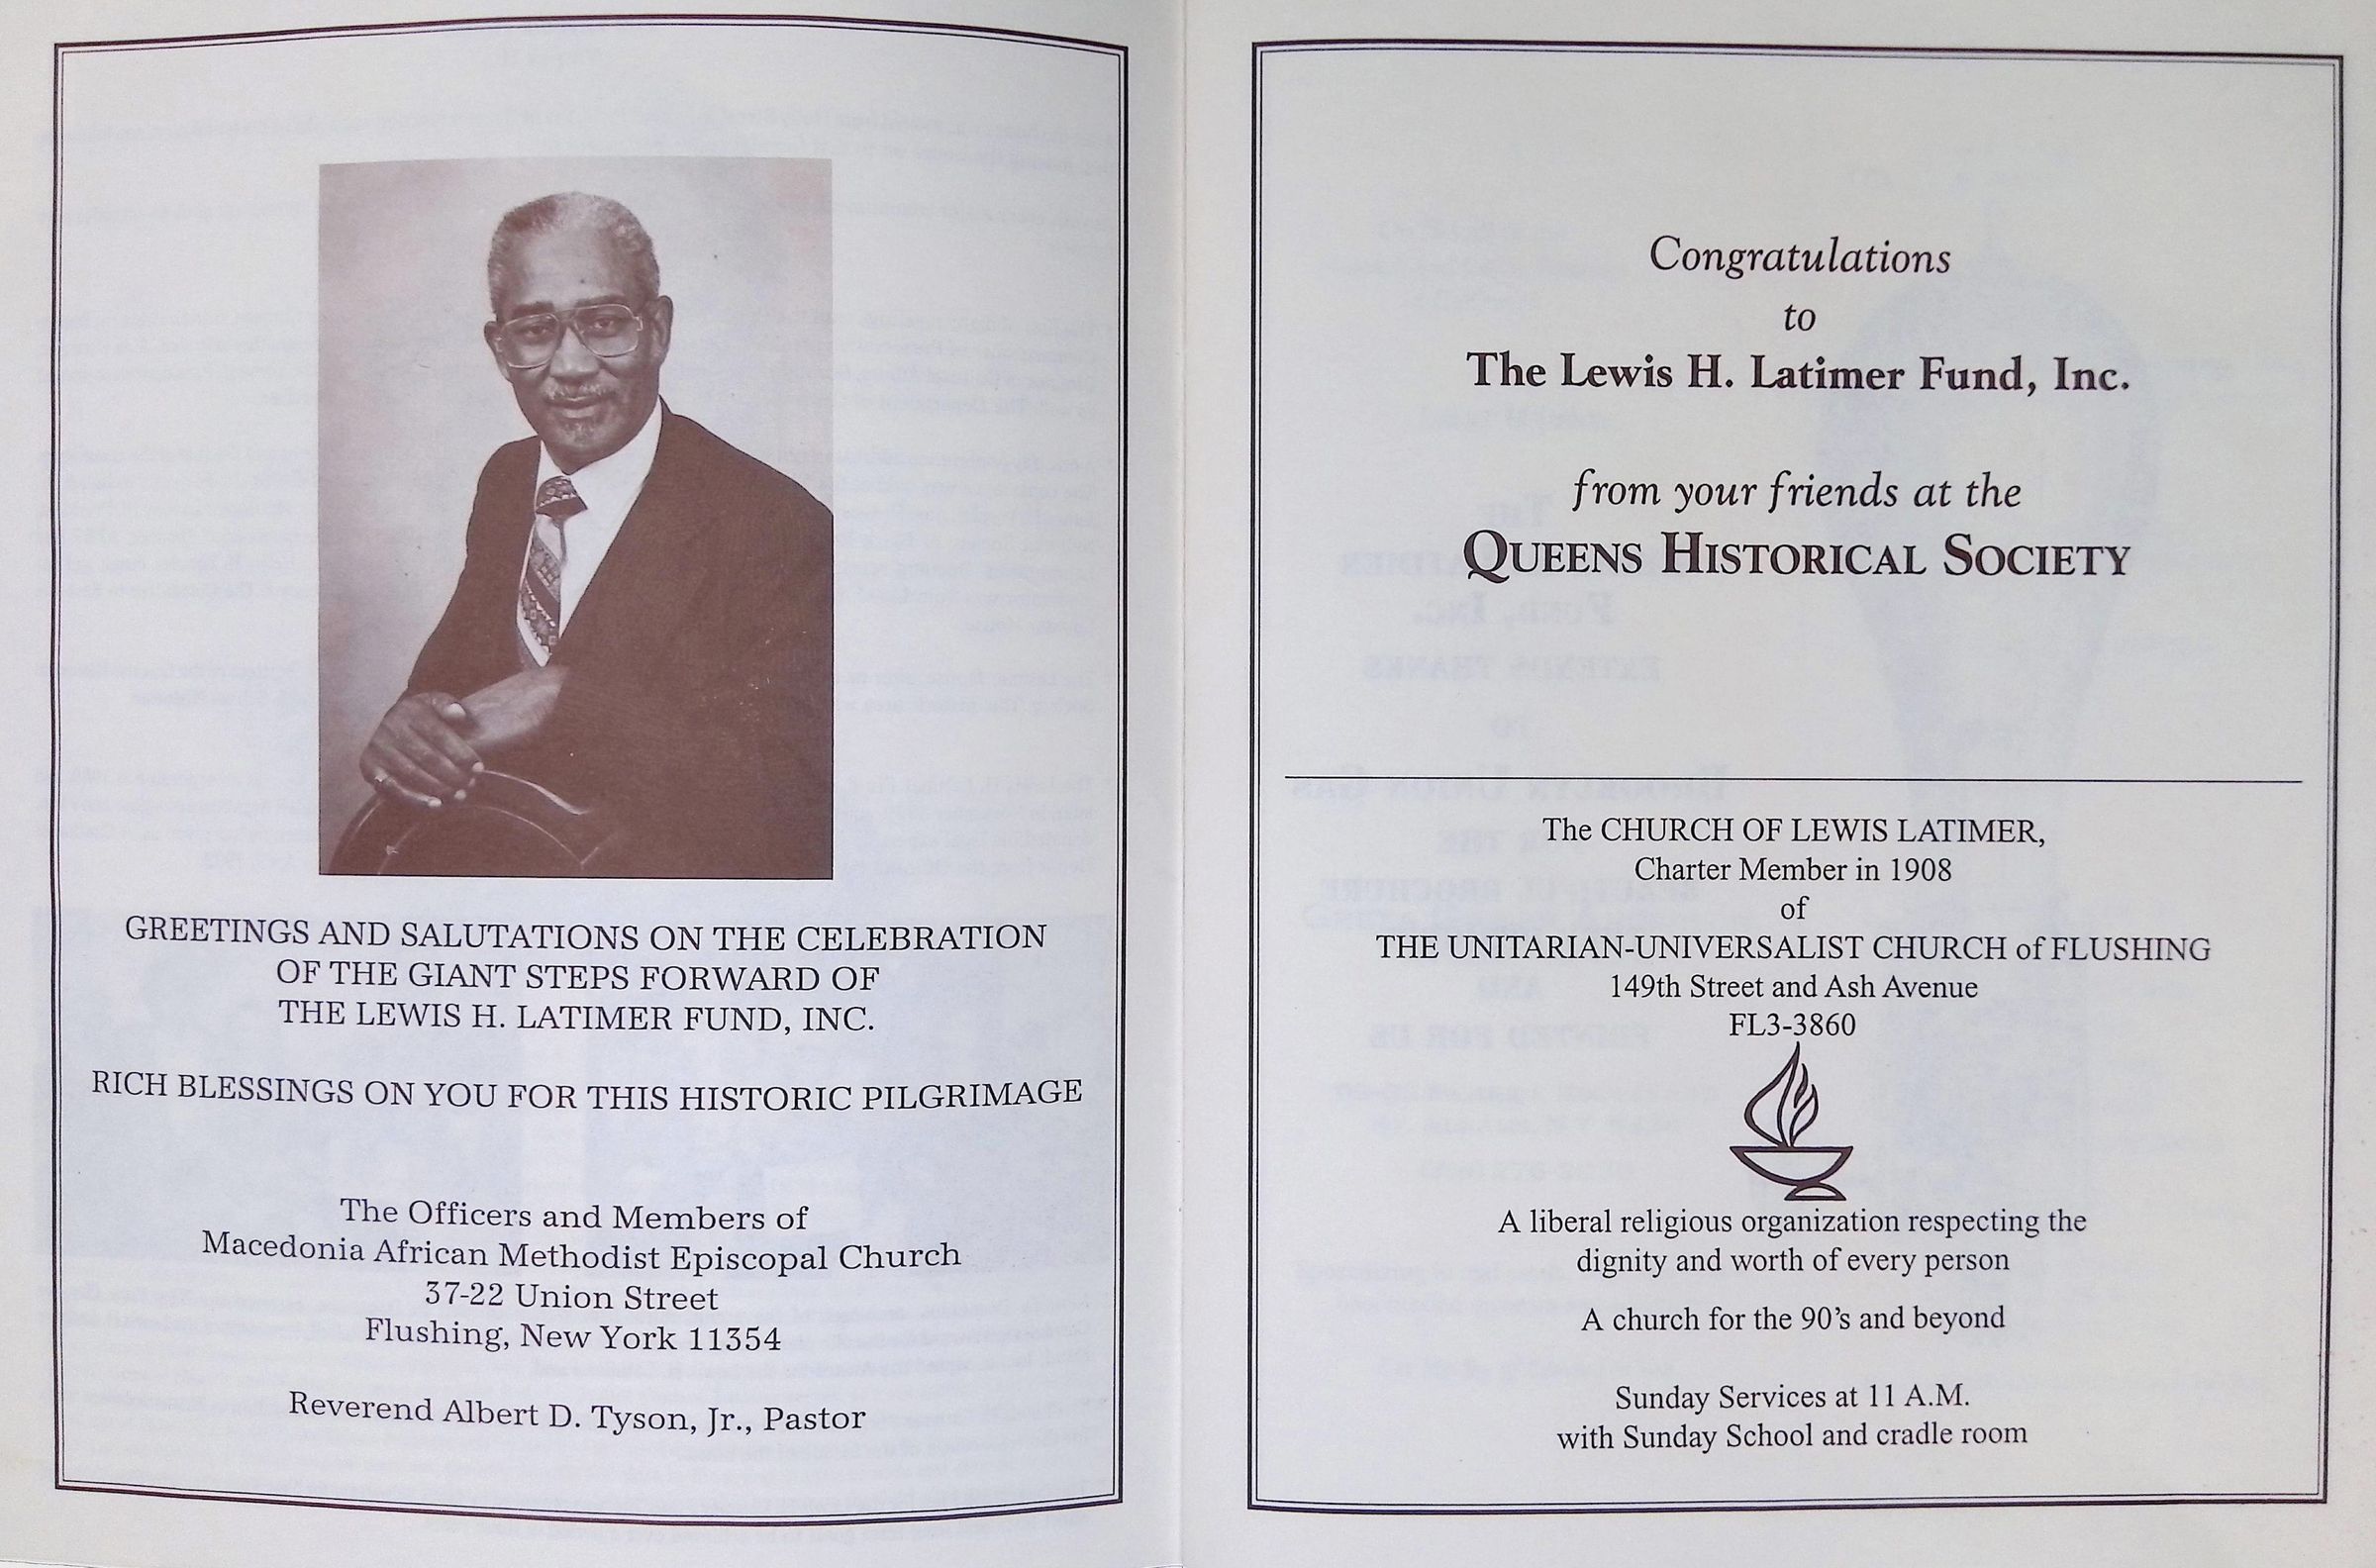 GREETINGS AND SALUTATIONS ON THE CELEBRATION
OF THE GIANT STEPS FORWARD OF
THE LEWIS H. LATIMER FUND, INC.
RICH BLESSINGS ON YOU FOR THIS HISTORIC PILGRIMAGE
The Officers and Members of
Macedonia African Methodist Episcopal Church
37-22 Union Street
Flushing, New York 11354
Reverend Albert D. Tyson, Jr., Pastor
Congratulations
to
The Lewis H. Latimer Fund, Inc.
from your friends at the
QUEENS HISTORICAL SOCIETY
The CHURCH OF LEWIS LATIMER,
Charter Member in 1908
of
THE UNITARIAN-UNIVERSALIST CHURCH of FLUSHING
149th Street and Ash Avenue
FL3-3860
A liberal religious organization respecting the
dignity and worth of every person
A church for the 90's and beyond
Sunday Services at 11 A.M.
with Sunday School and cradle room